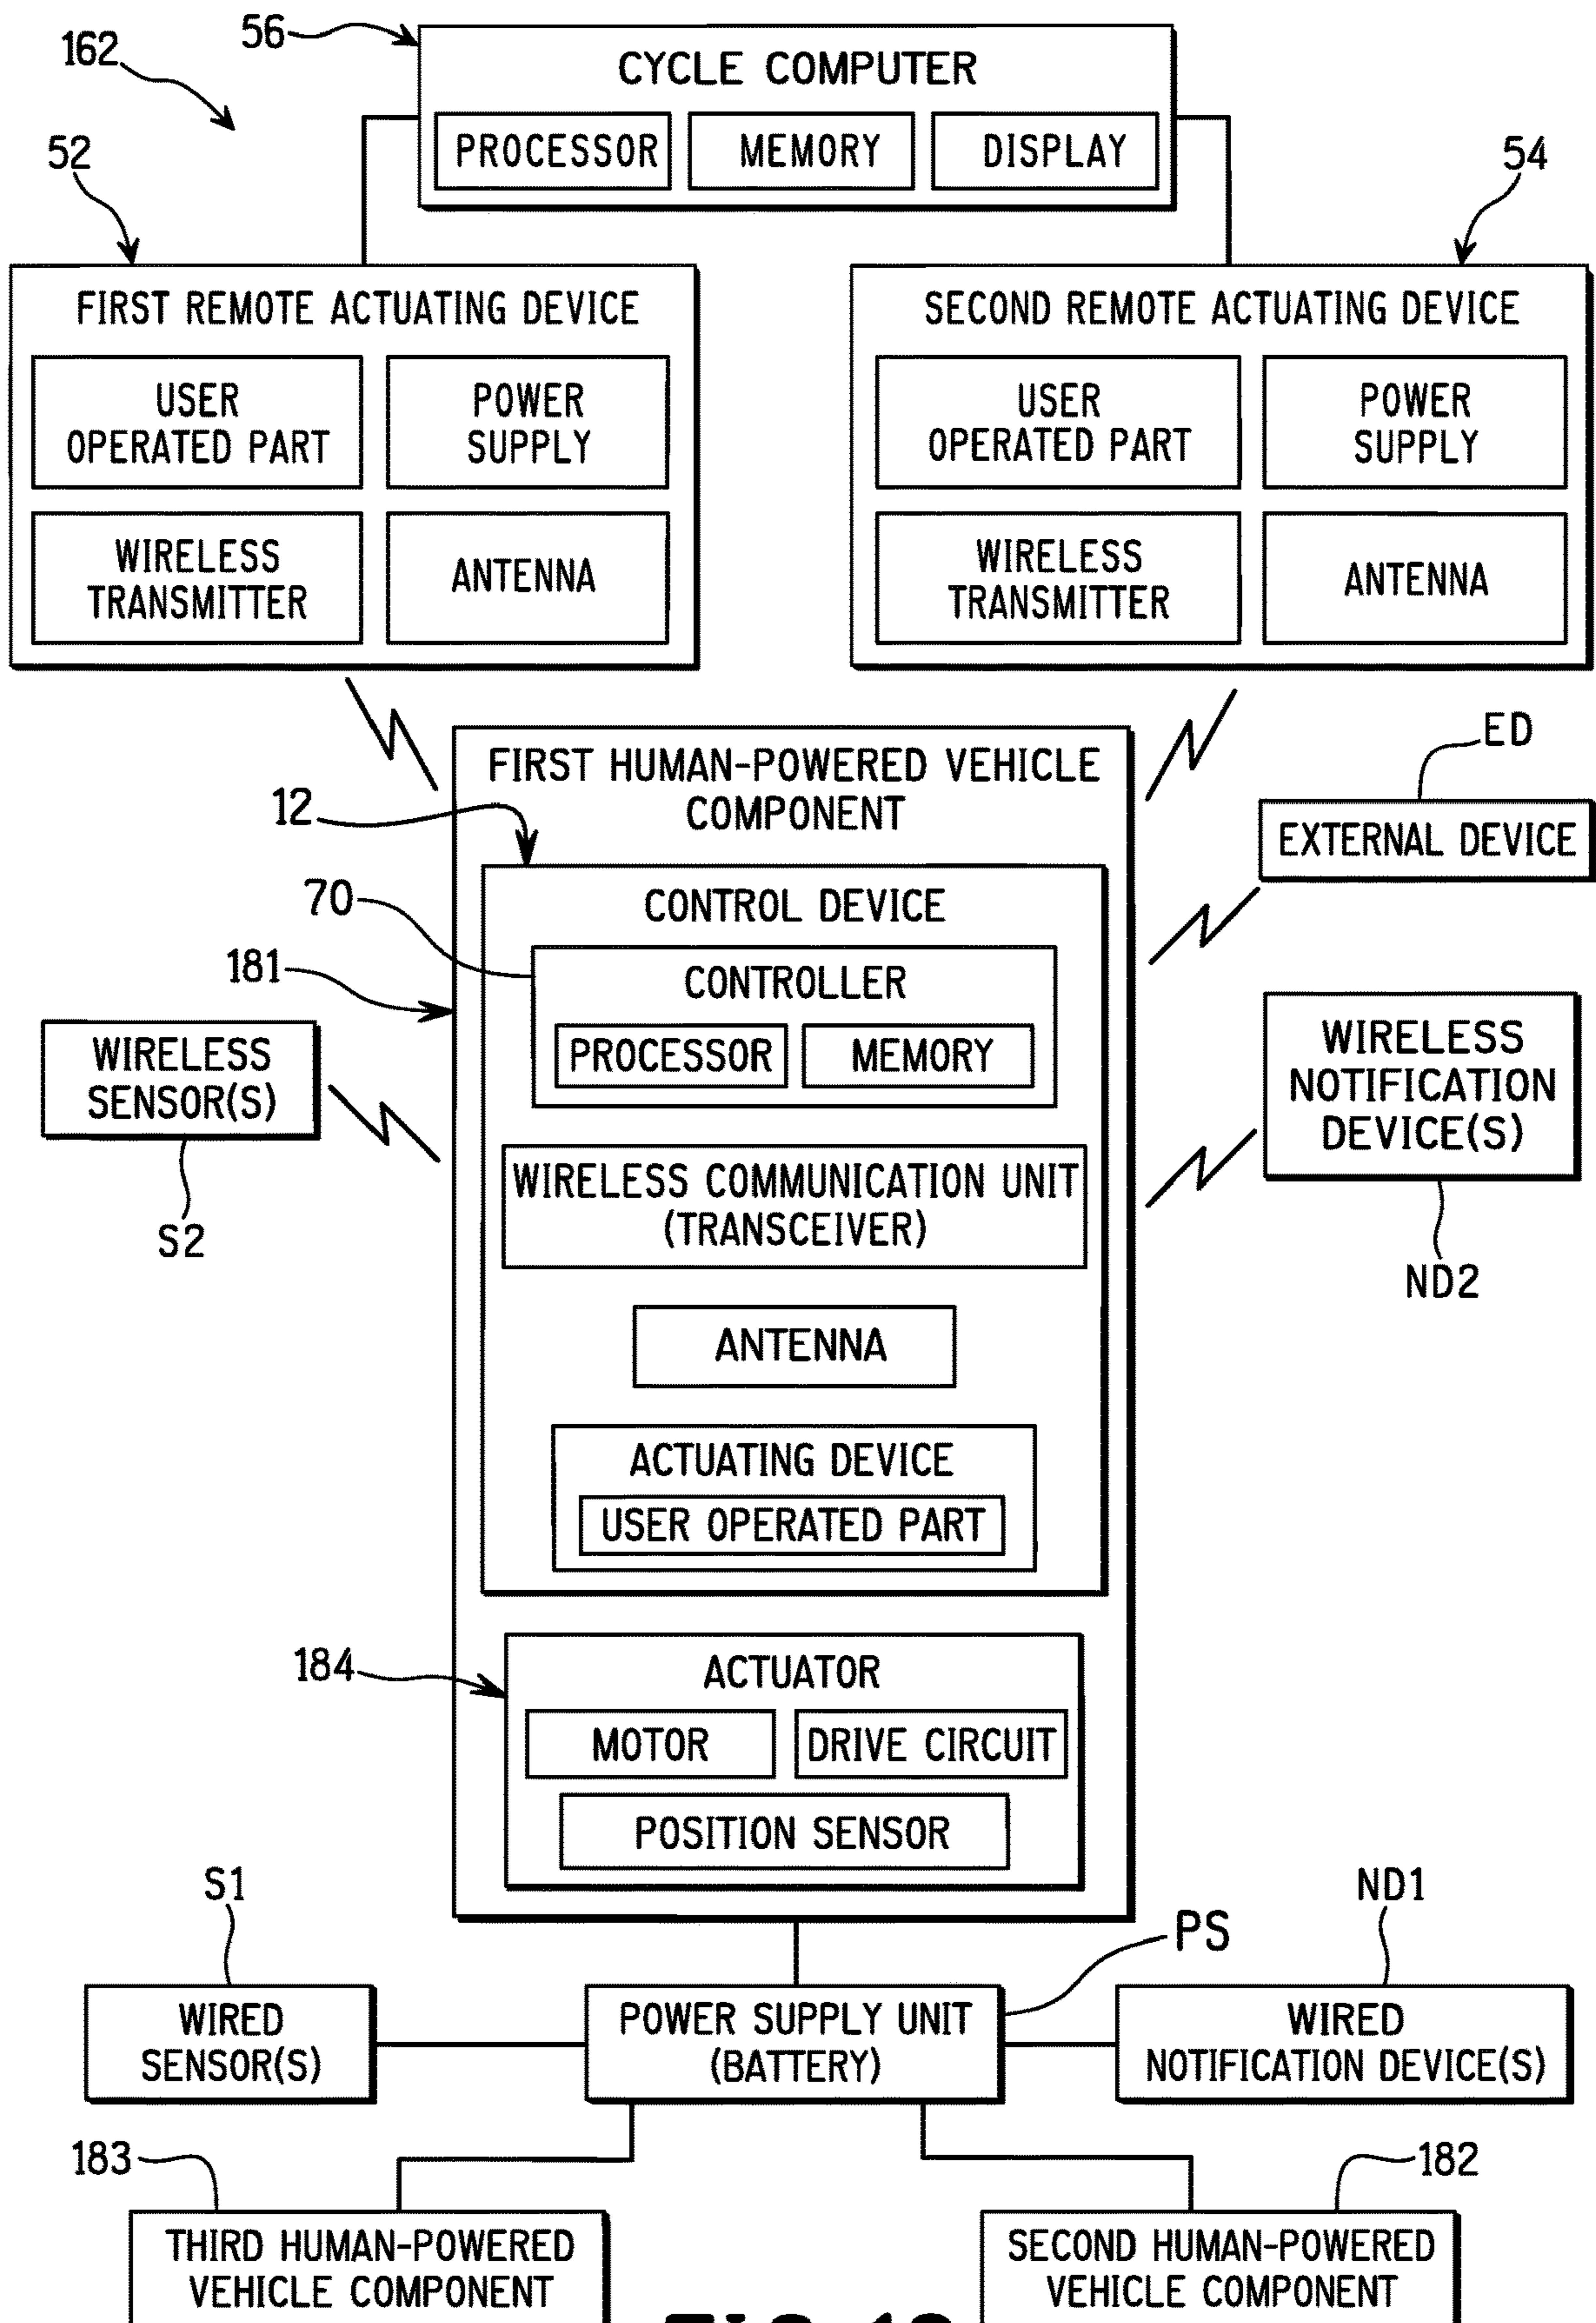 162
56
CYCLE COMPUTER
PROCESSOR
MEMORY
DISPLAY
52
54
FIRST REMOTE ACTUATING DEVICE
USER
OPERATED PART
POWER
SUPPLY
WIRELESS
TRANSMITTER
ANTENNA
SECOND REMOTE ACTUATING DEVICE
USER
OPERATED PART
POWER
SUPPLY
WIRELESS
TRANSMITTER
ANTENNA
FIRST HUMAN-POWERED VEHICLE
COMPONENT
12
ED
EXTERNAL DEVICE
70
CONTROL DEVICE
181
CONTROLLER
PROCESSOR
MEMORY
WIRELESS
SENSOR(S)
S2
WIRELESS
NOTIFICATION
DEVICE(S)
ND2
WIRELESS COMMUNICATION UNIT
(TRANSCEIVER)
ANTENNA
ACTUATING DEVICE
USER OPERATED PART
184
ACTUATOR
MOTOR
DRIVE CIRCUIT
POSITION SENSOR
S1
ND1
PS
WIRED
SENSOR(S)
POWER SUPPLY UNIT
(BATTERY)
WIRED
NOTIFICATION DEVICE(S)
183
182
THIRD HUMAN-POWERED
VEHICLE COMPONENT
SECOND HUMAN-POWERED
VEHICLE COMPONENT